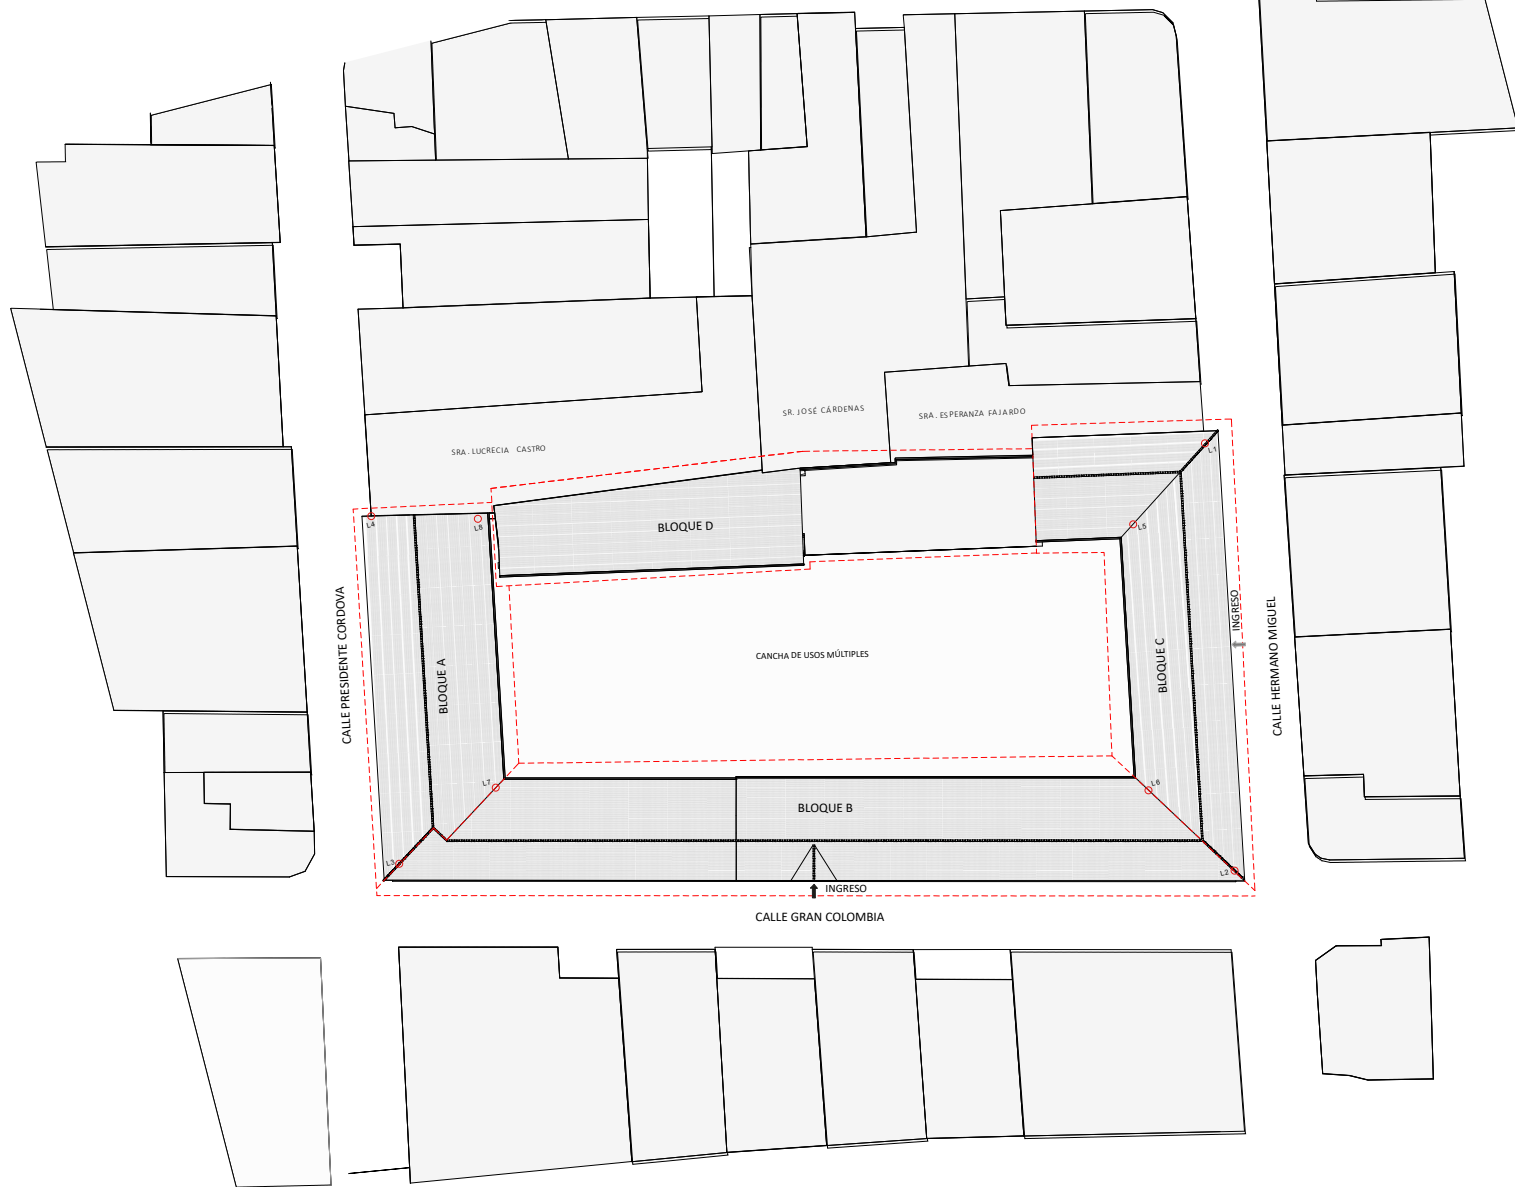 SR. JOSÉ CÁRDENAS
SRA. ESPERANZA FAJARDO
SRA. LUCRECIA CASTRO
L1
L4
L8
BLOQUE D
L5
CALLE PRESIDENTE CORDOVA
BLOQUE A
CANCHA DE USOS MÚLTIPLES
BLOQUE C
INGRESO
CALLE HERMANO MIGUEL
L7
L6
BLOQUE B
L3
L2
INGRESO
CALLE GRAN COLOMBIA